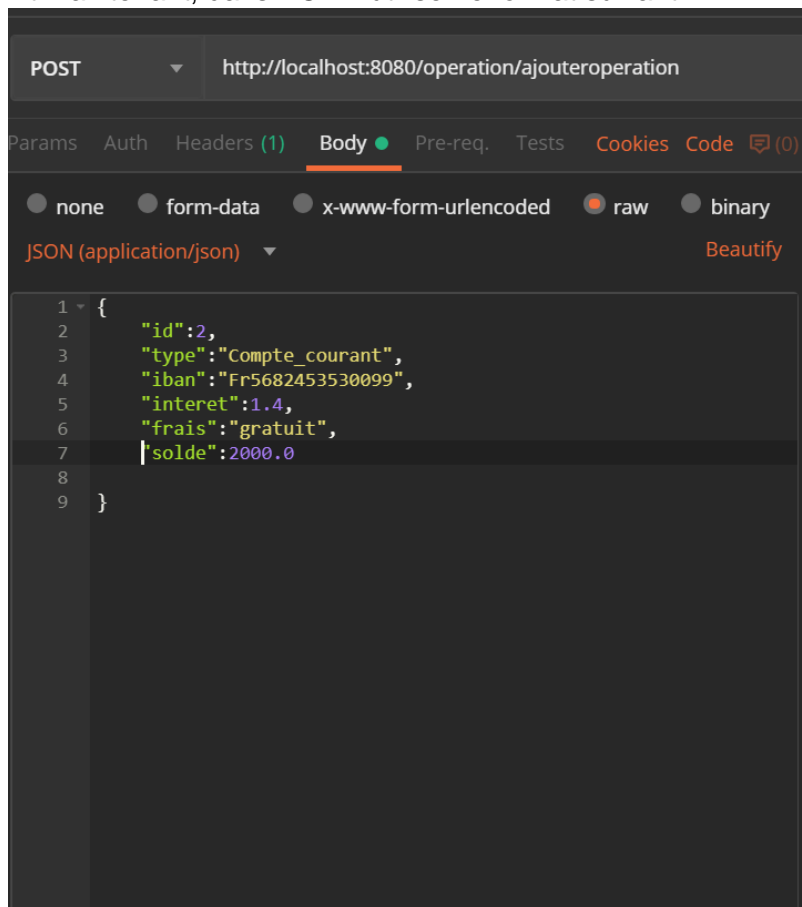 POST http://localhost:8080/operation/ajouteroperation
Params Auth Headers (1) Body Pre-req. Tests Cookies Code (0)
none form-data x-www-form-urlencoded raw binary
JSON (application/json) Beautify
1 {
2 "id":2,
3 "type":"Compte_courant",
4 "iban":"Fr5682453530099",
5 "interet":1.4,
6 "frais":"gratuit",
7 "solde":2000.0
8
9 }